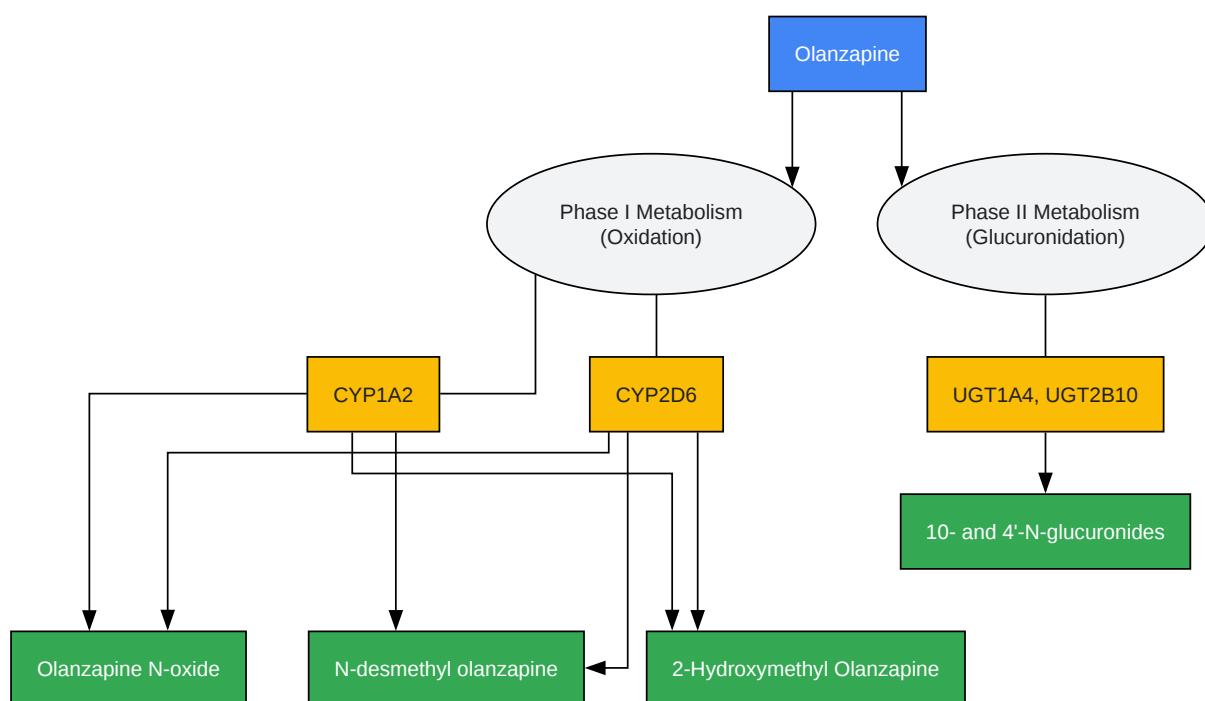 Olanzapine
Phase I Metabolism
(Oxidation)
Phase II Metabolism
(Glucuronidation)
CYP1A2
CYP2D6
UGT1A4, UGT2B10
10- and 4'-N-glucuronides
Olanzapine N-oxide
N-desmethyl olanzapine
2-Hydroxymethyl Olanzapine